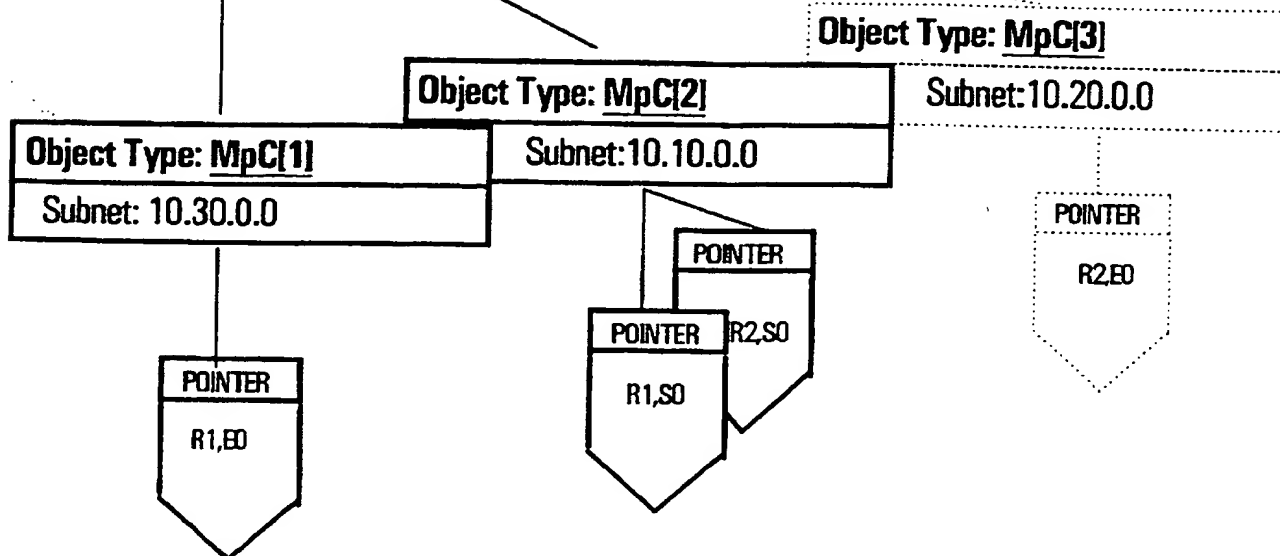 Object Type: MpC[3]
Subnet:10.20.0.0
Object Type: MpC[2]
Subnet:10.10.0.0
Object Type: MpC[1]
Subnet: 10.30.0.0
POINTER
R2,E0
POINTER
R2,S0
POINTER
R1,S0
POINTER
R1,E0